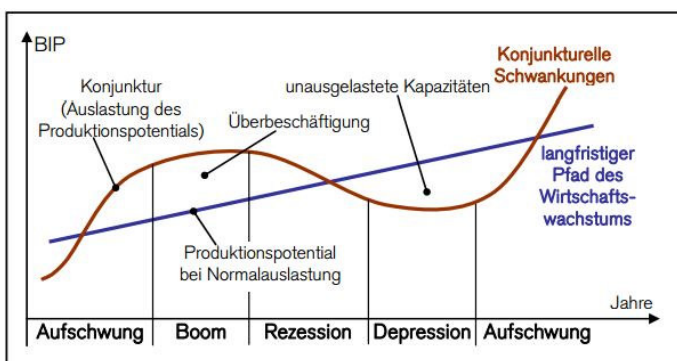 BIP
Konjunkturelle
Schwankungen
Konjunktur
(Auslastung des
Produktionspotentials)
unausgelastete Kapazitäten
Überbeschäftigung
langfristiger
Pfad des
Wirtschafts-
wachstums
Produktionspotential
bei Normalauslastung
Jahre
Aufschwung
Boom
Rezession
Depression
Aufschwung